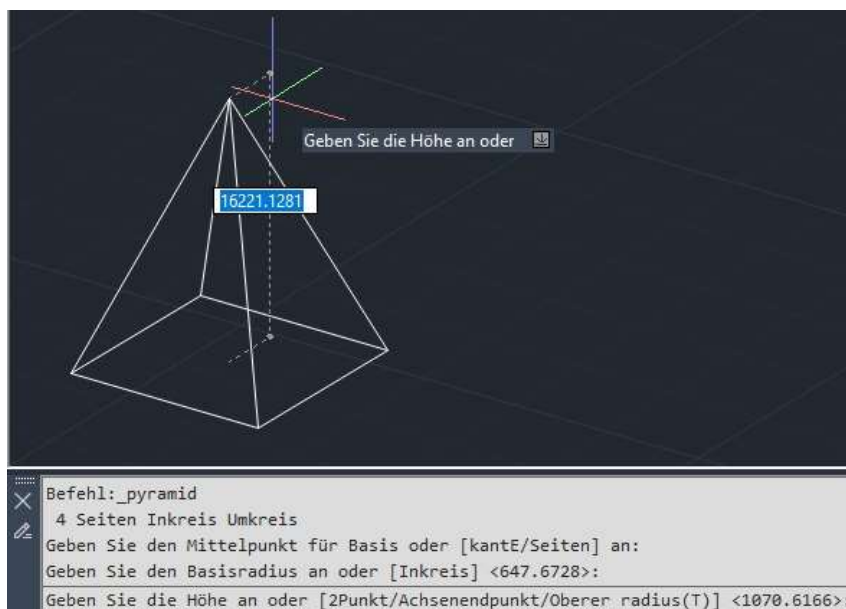 Geben Sie die Höhe an oder
16221.1281
Befehl:_pyramid
4 Seiten Inkreis Umkreis
Geben Sie den Mittelpunkt für Basis oder [kantE/Seiten] an:
Geben Sie den Basisradius an oder [Inkreis] <647.6728>:
Geben Sie die Höhe an oder [2Punkt/Achsenendpunkt/Oberer radius(T)] <1070.6166>: